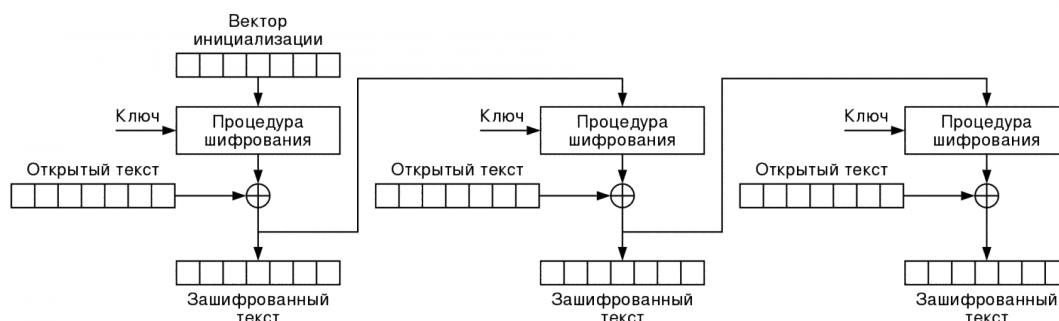 Вектор
инициализации
Ключ
Процедура
шифрования
Открытый текст
Зашифрованный
текст
Ключ
Процедура
шифрования
Открытый текст
Зашифрованный
текст
Ключ
Процедура
шифрования
Открытый текст
Зашифрованный
текст